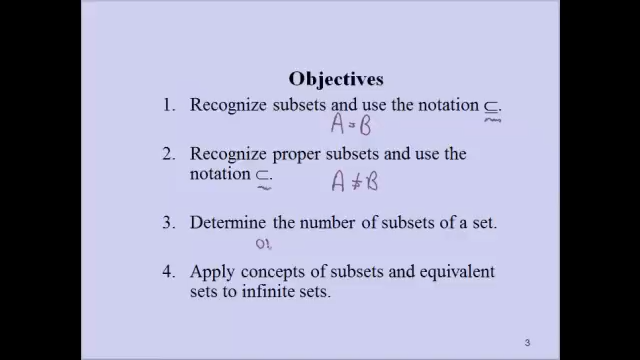 Objectives
1. Recognize subsets and use the notation ⊆.
A = B
2. Recognize proper subsets and use the
notation ⊂.
A ≠ B
3. Determine the number of subsets of a set.
4. Apply concepts of subsets and equivalent
sets to infinite sets.
3